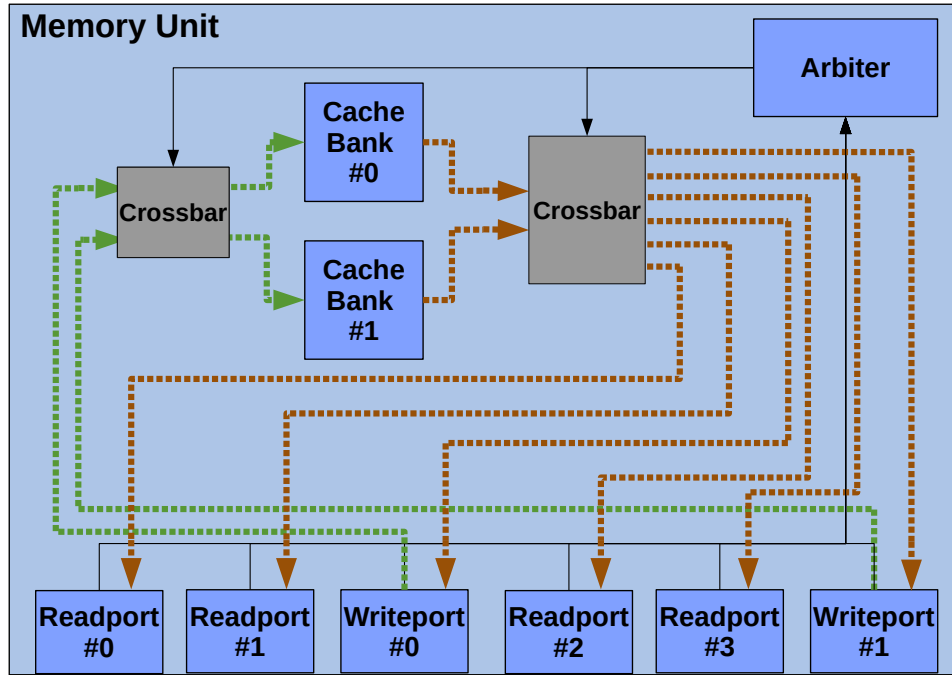 Memory Unit
Arbiter
Cache
Bank
#0
Crossbar
Crossbar
Cache
Bank
#1
Readport
#0
Readport
#1
Writeport
#0
Readport
#2
Readport
#3
Writeport
#1